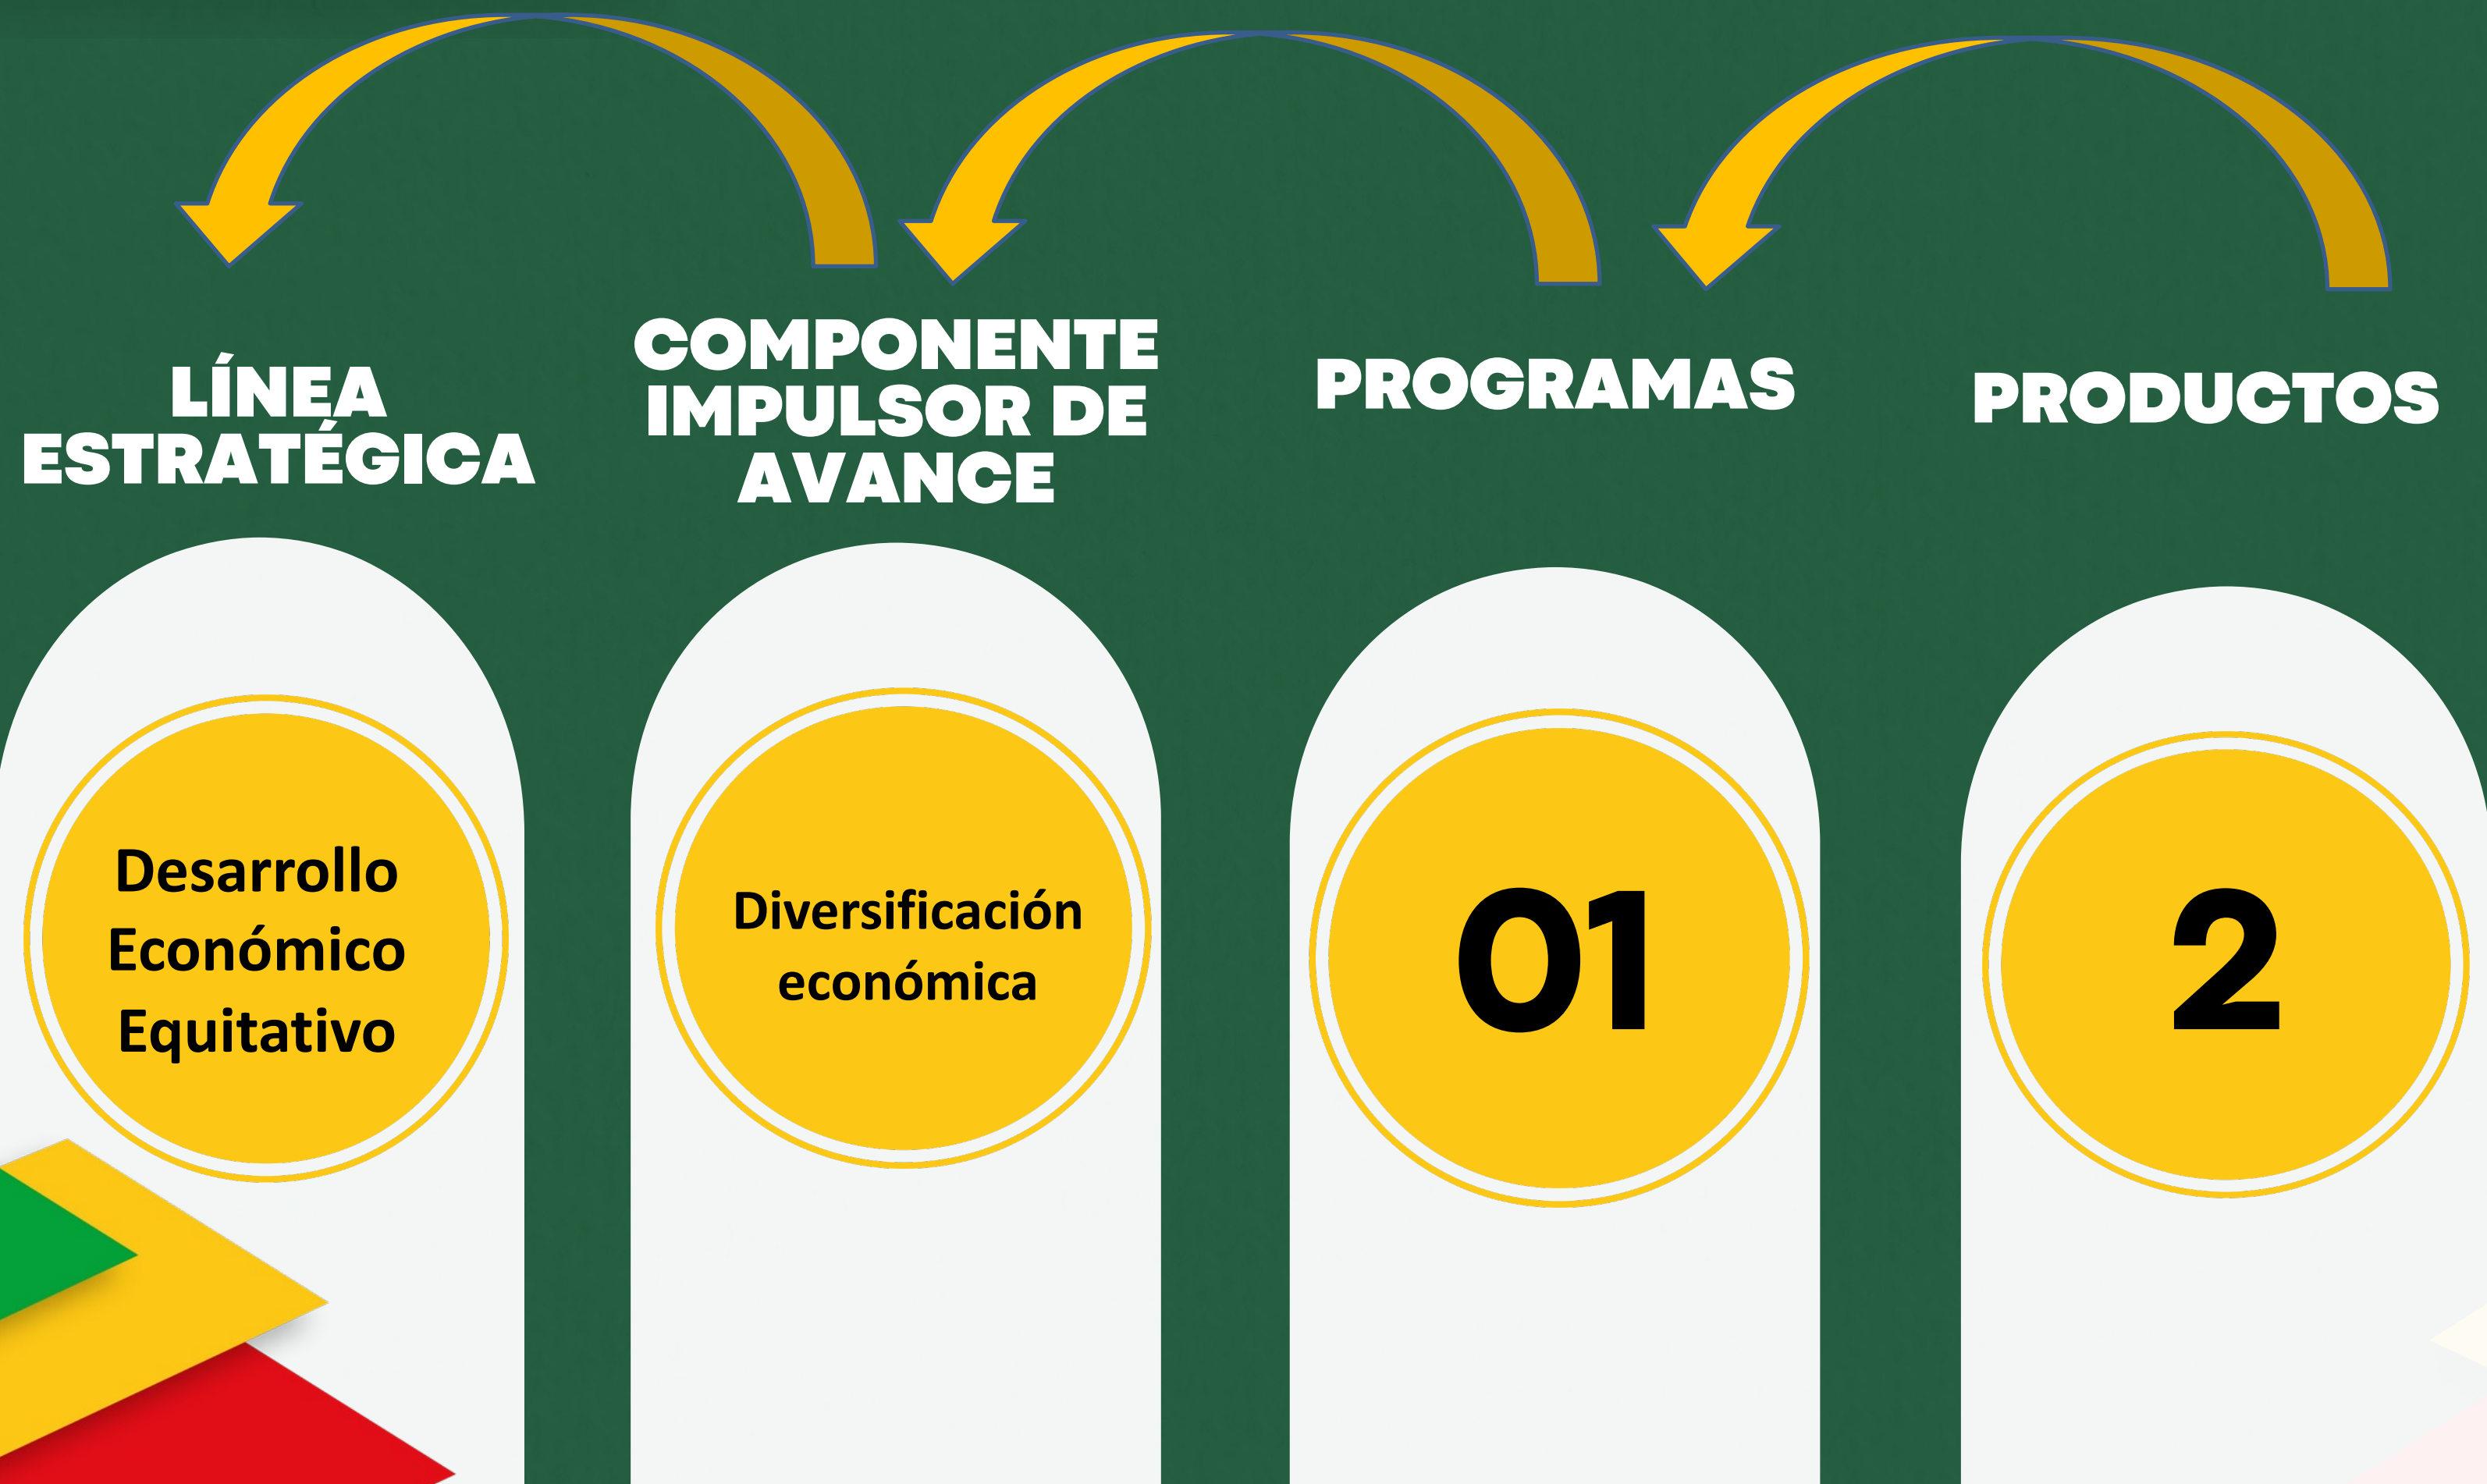 LÍNEA
ESTRATÉGICA
COMPONENTE
IMPULSOR DE
AVANCE
PROGRAMAS
PRODUCTOS
Desarrollo
Económico
Equitativo
Diversificación
económica
01
2